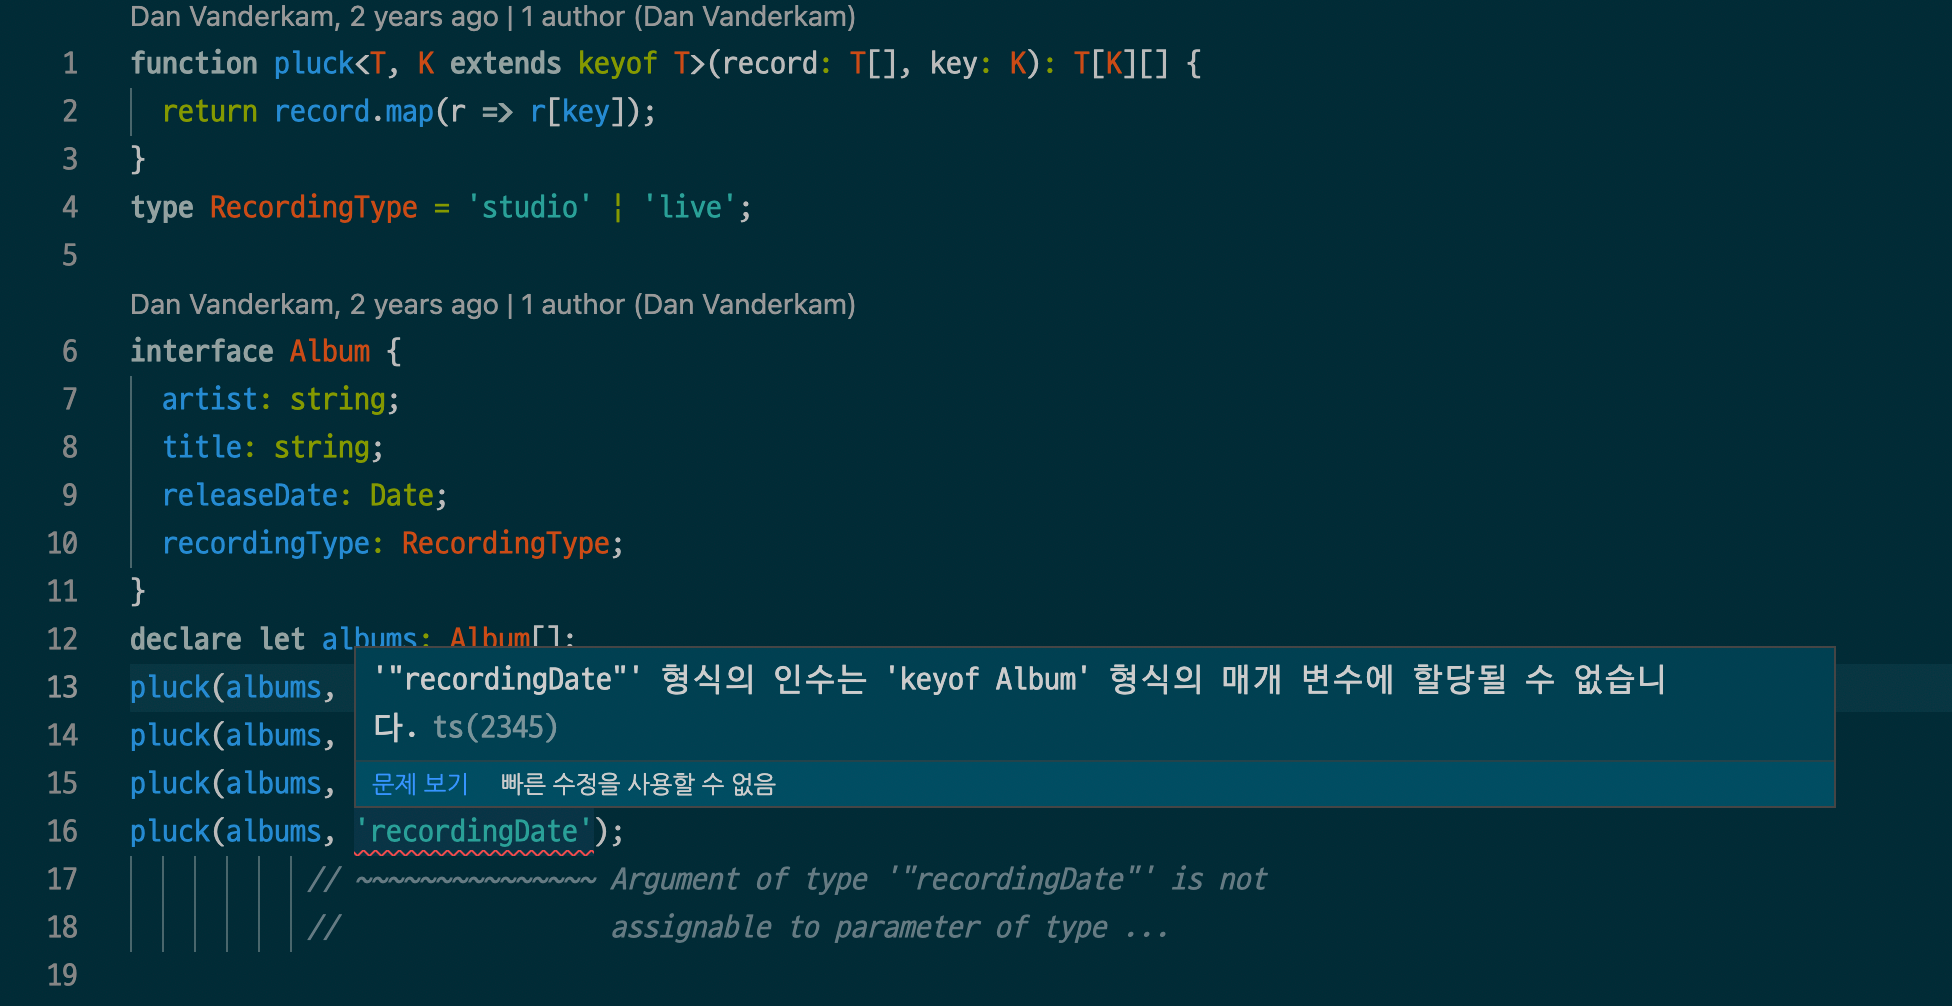 Dan Vanderkam, 2 years ago | 1 author (Dan Vanderkam)
1 function pluck<T, K extends keyof T>(record: T[], key: K): T[K][] {
2 return record.map(r => r[key]);
3 }
4 type RecordingType = 'studio' | 'live';
5
Dan Vanderkam, 2 years ago | 1 author (Dan Vanderkam)
6 interface Album {
7 artist: string;
8 title: string;
9 releaseDate: Date;
10 recordingType: RecordingType;
11 }
12 declare let albums: Album[];
13 pluck(albums,
'"recordingDate"' 형식의 인수는 'keyof Album' 형식의 매개 변수에 할당될 수 없습니
다. ts(2345)
14 pluck(albums,
15 pluck(albums,
문제 보기 빠른 수정을 사용할 수 없음
16 pluck(albums, 'recordingDate');
17 // ~~~~~~~~~~~~~~~ Argument of type '"recordingDate"' is not
18 // assignable to parameter of type ...
19